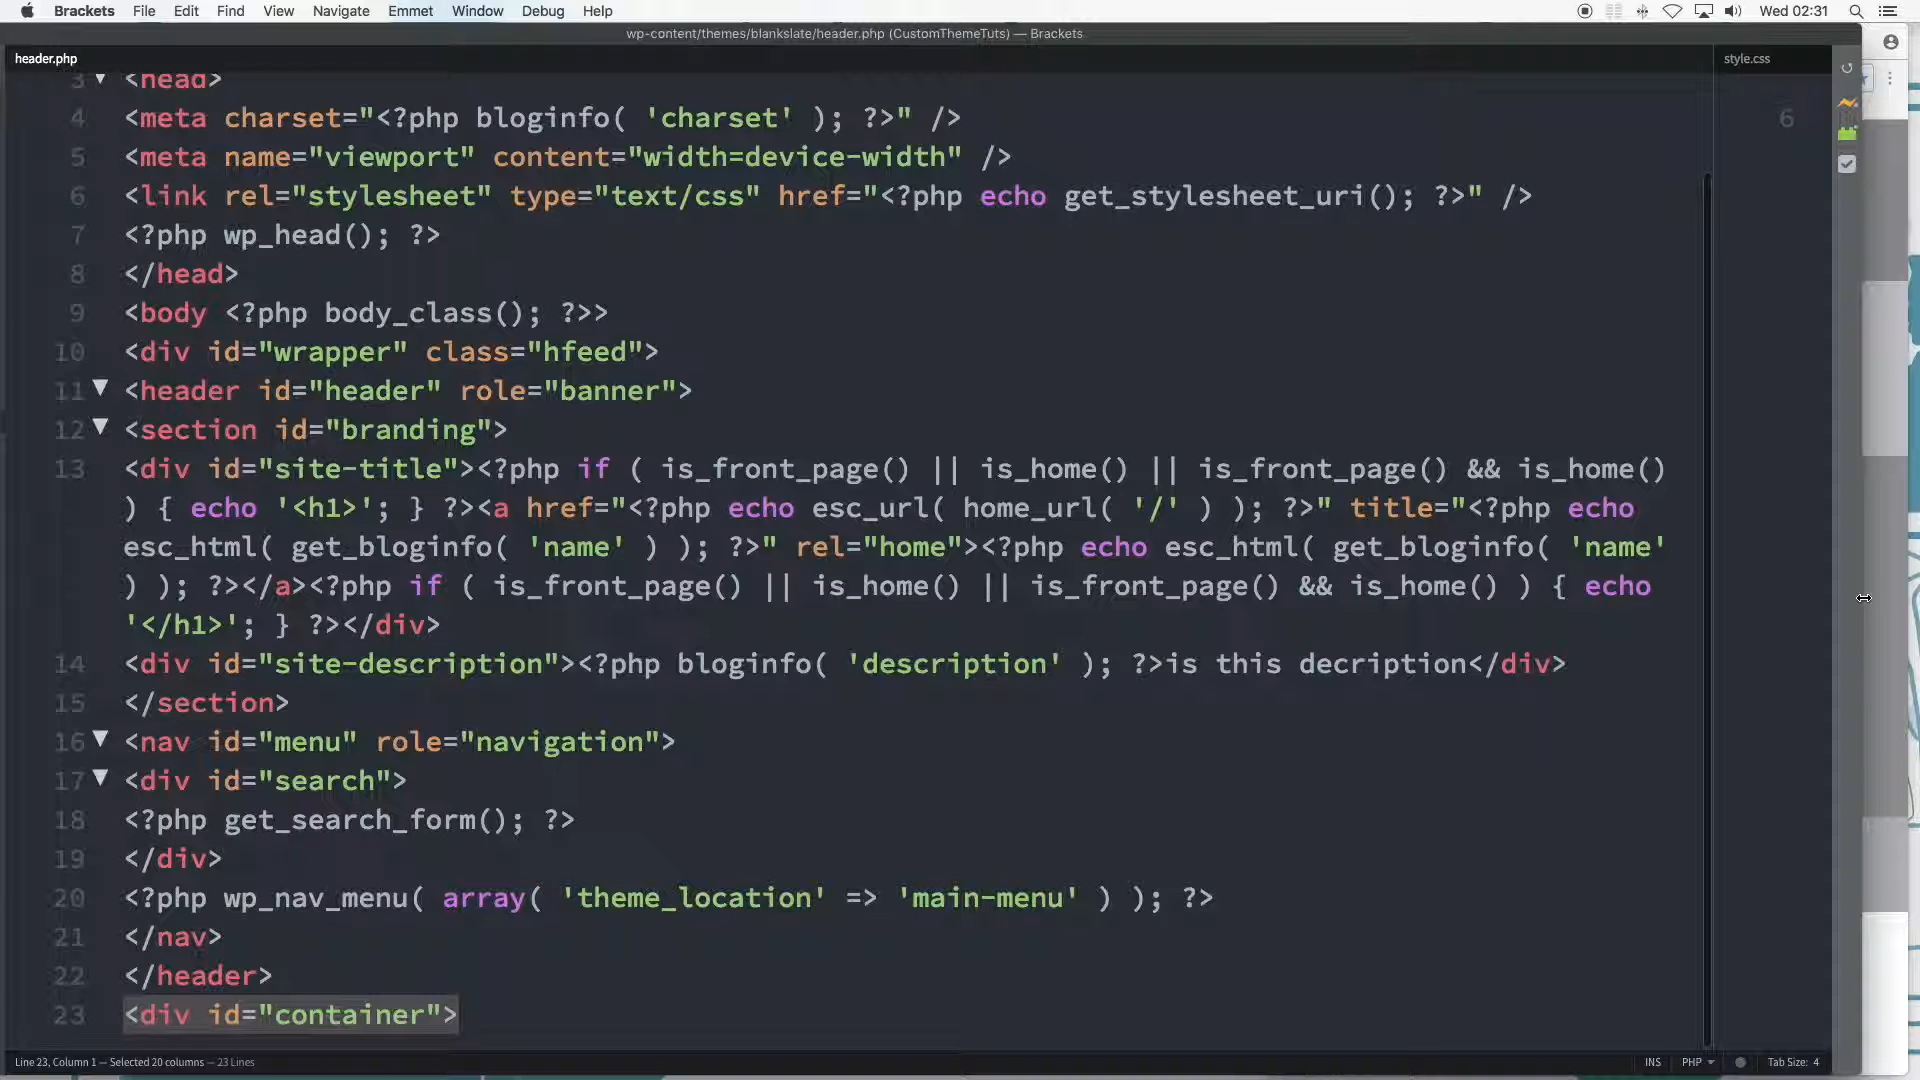 Brackets File Edit Find View Navigate Emmet Window Debug Help Wed 02:31
wp-content/themes/blankslate/header.php (CustomThemeTuts) — Brackets
header.php style.css
3 <head>
4 <meta charset="<?php bloginfo( 'charset' ); ?>" />
6
5 <meta name="viewport" content="width=device-width" />
6 <link rel="stylesheet" type="text/css" href="<?php echo get_stylesheet_uri(); ?>" />
7 <?php wp_head(); ?>
8 </head>
9 <body <?php body_class(); ?>>
10 <div id="wrapper" class="hfeed">
11 <header id="header" role="banner">
12 <section id="branding">
13 <div id="site-title"><?php if ( is_front_page() || is_home() || is_front_page() && is_home()
) { echo '<h1>'; } ?><a href="<?php echo esc_url( home_url( '/' ) ); ?>" title="<?php echo
esc_html( get_bloginfo( 'name' ) ); ?>" rel="home"><?php echo esc_html( get_bloginfo( 'name'
) ); ?></a><?php if ( is_front_page() || is_home() || is_front_page() && is_home() ) { echo
'</h1>'; } ?></div>
14 <div id="site-description"><?php bloginfo( 'description' ); ?>is this decription</div>
15 </section>
16 <nav id="menu" role="navigation">
17 <div id="search">
18 <?php get_search_form(); ?>
19 </div>
20 <?php wp_nav_menu( array( 'theme_location' => 'main-menu' ) ); ?>
21 </nav>
22 </header>
23 <div id="container">
Line 23, Column 1 — Selected 20 columns — 23 Lines INS PHP Tab Size: 4